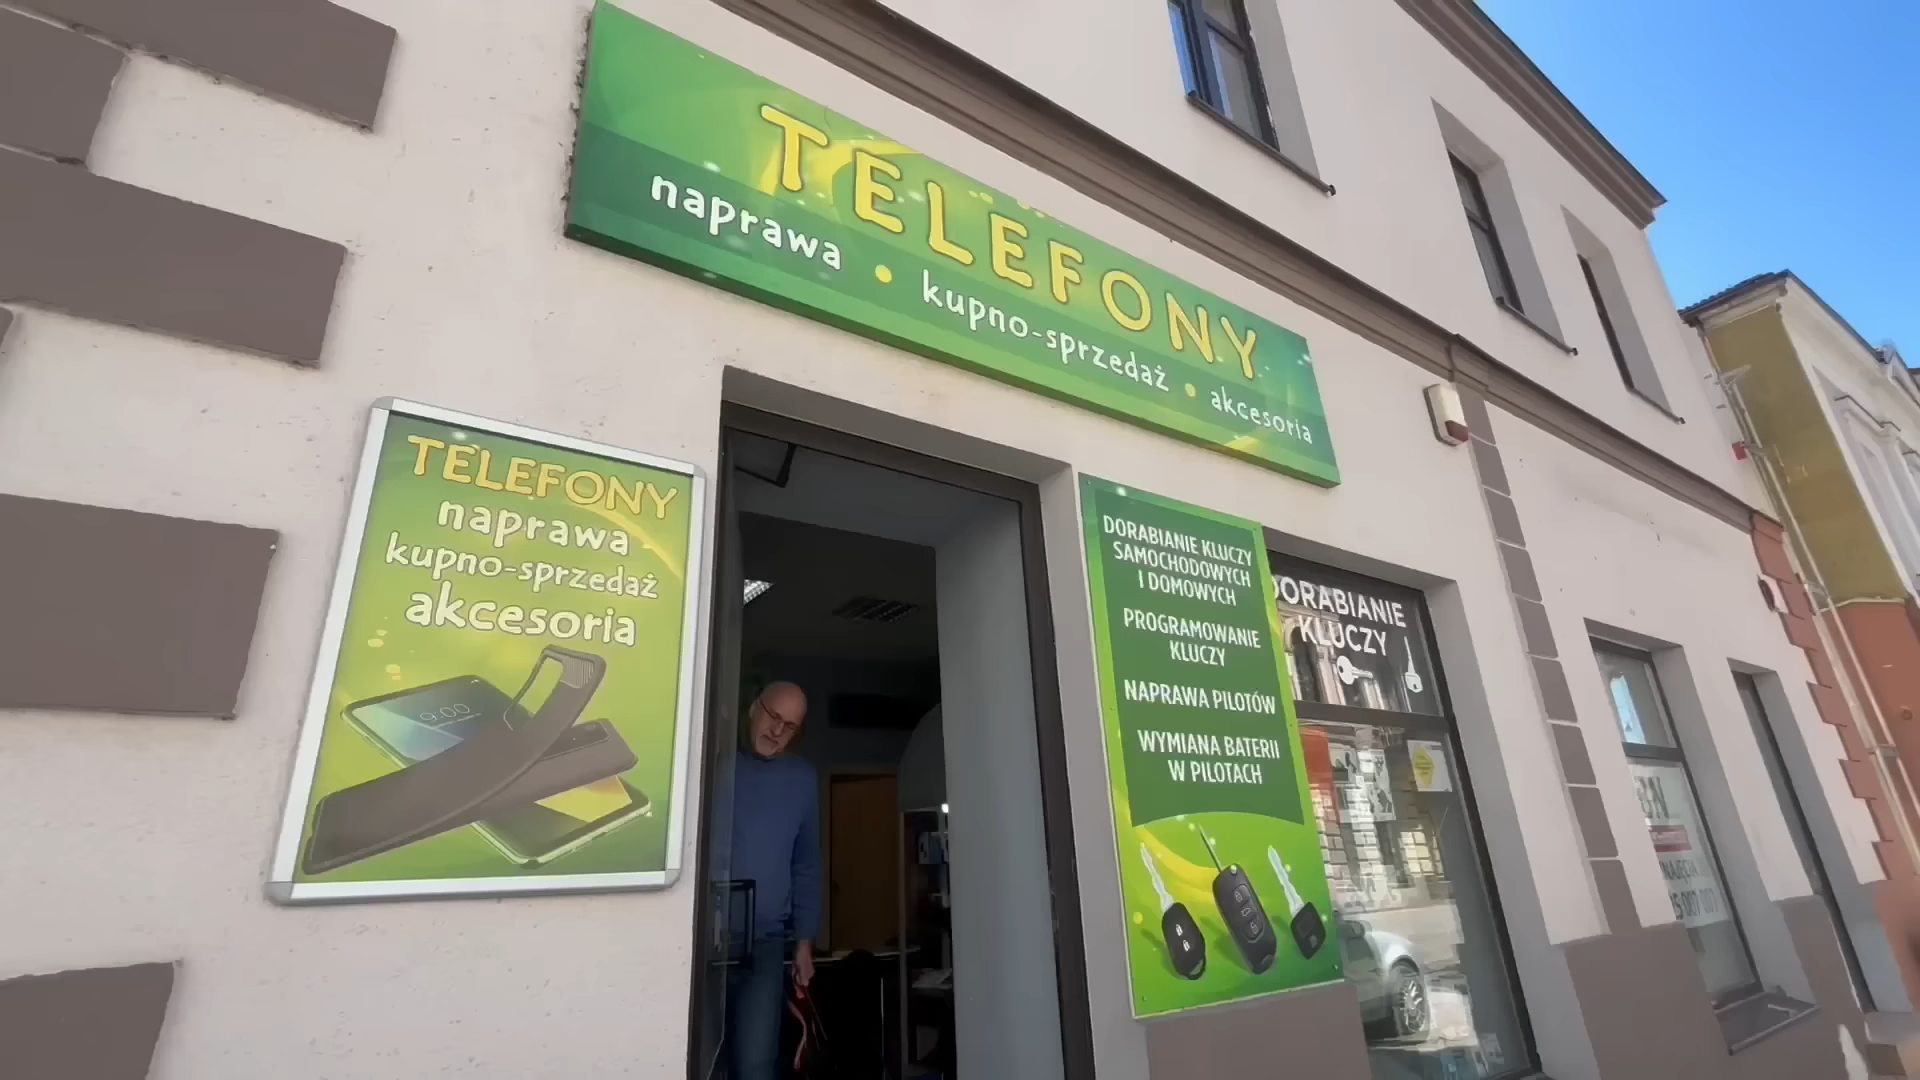 TELEFONY
naprawa • kupno-sprzedaż • akcesoria
TELEFONY
naprawa
kupno-sprzedaż
akcesoria
9:00
DORABIANIE KLUCZY
SAMOCHODOWYCH
I DOMOWYCH
PROGRAMOWANIE
KLUCZY
NAPRAWA PILOTÓW
WYMIANA BATERII
W PILOTACH
DORABIANIE
KLUCZY